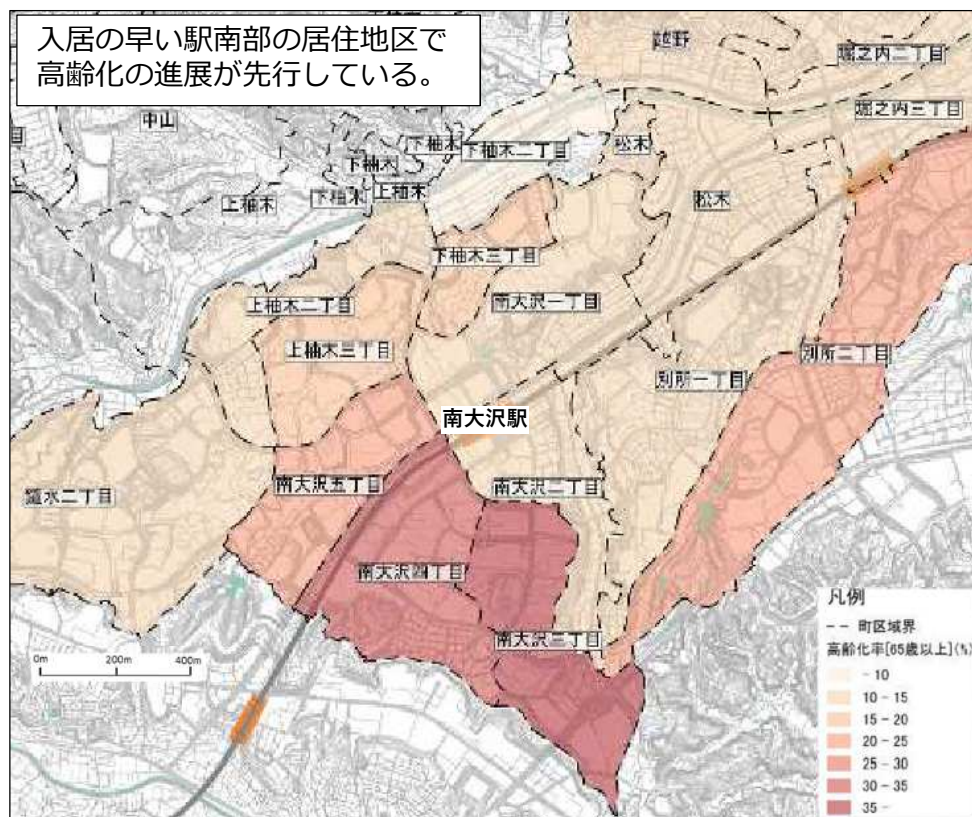 入居の早い駅南部の居住地区で
高齢化の進展が先行している。
越野
堀之内二丁目
堀之内三丁目
中山
下柚木
下柚木二丁目
松木
下柚木
上柚木
下柚木
上柚木
松木
下柚木三丁目
上柚木二丁目
南大沢一丁目
上柚木三丁目
別所二丁目
別所一丁目
南大沢駅
南大沢五丁目
南大沢二丁目
鑓水二丁目
南大沢四丁目
南大沢三丁目
凡例
町区域界
高齢化率[65歳以上](%)
- 10
10 - 15
15 - 20
20 - 25
25 - 30
30 - 35
35 -
0m 200m 400m